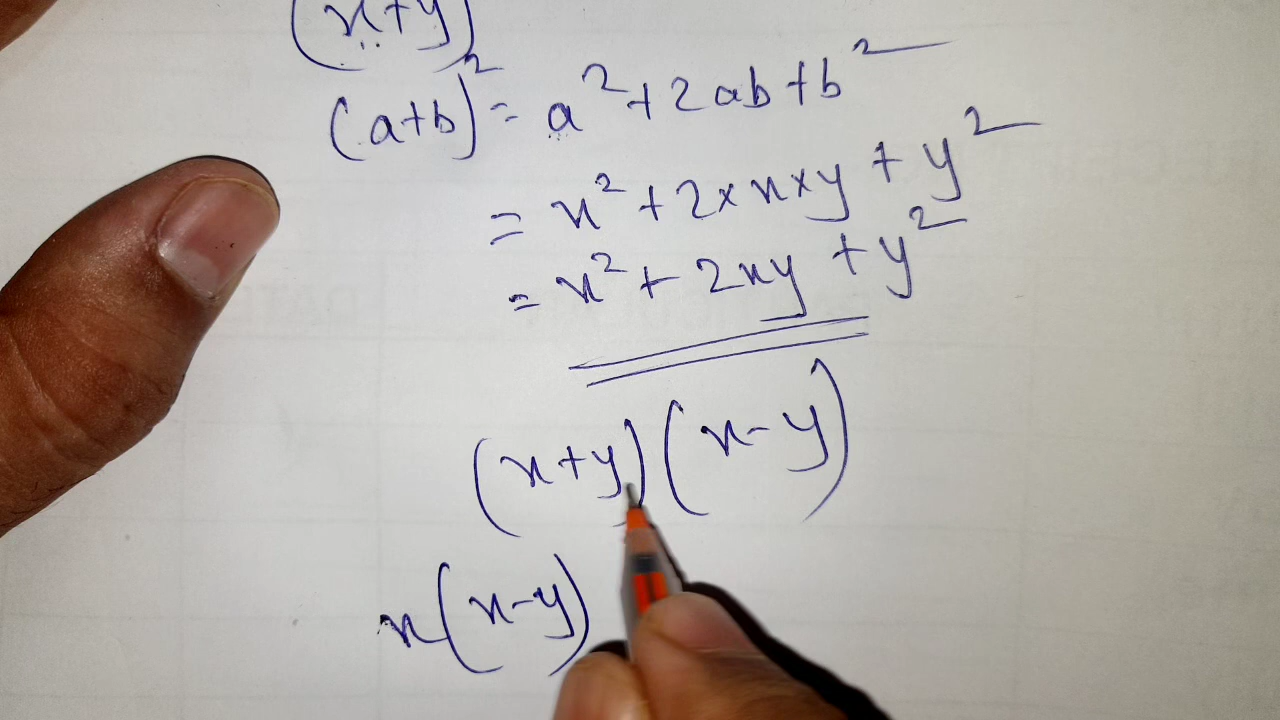 (x+y)
(a+b)² = a²+2ab+b²
= x²+2×x×y+y²
= x²+2xy+y²
(x+y)(x-y)
x(x-y)